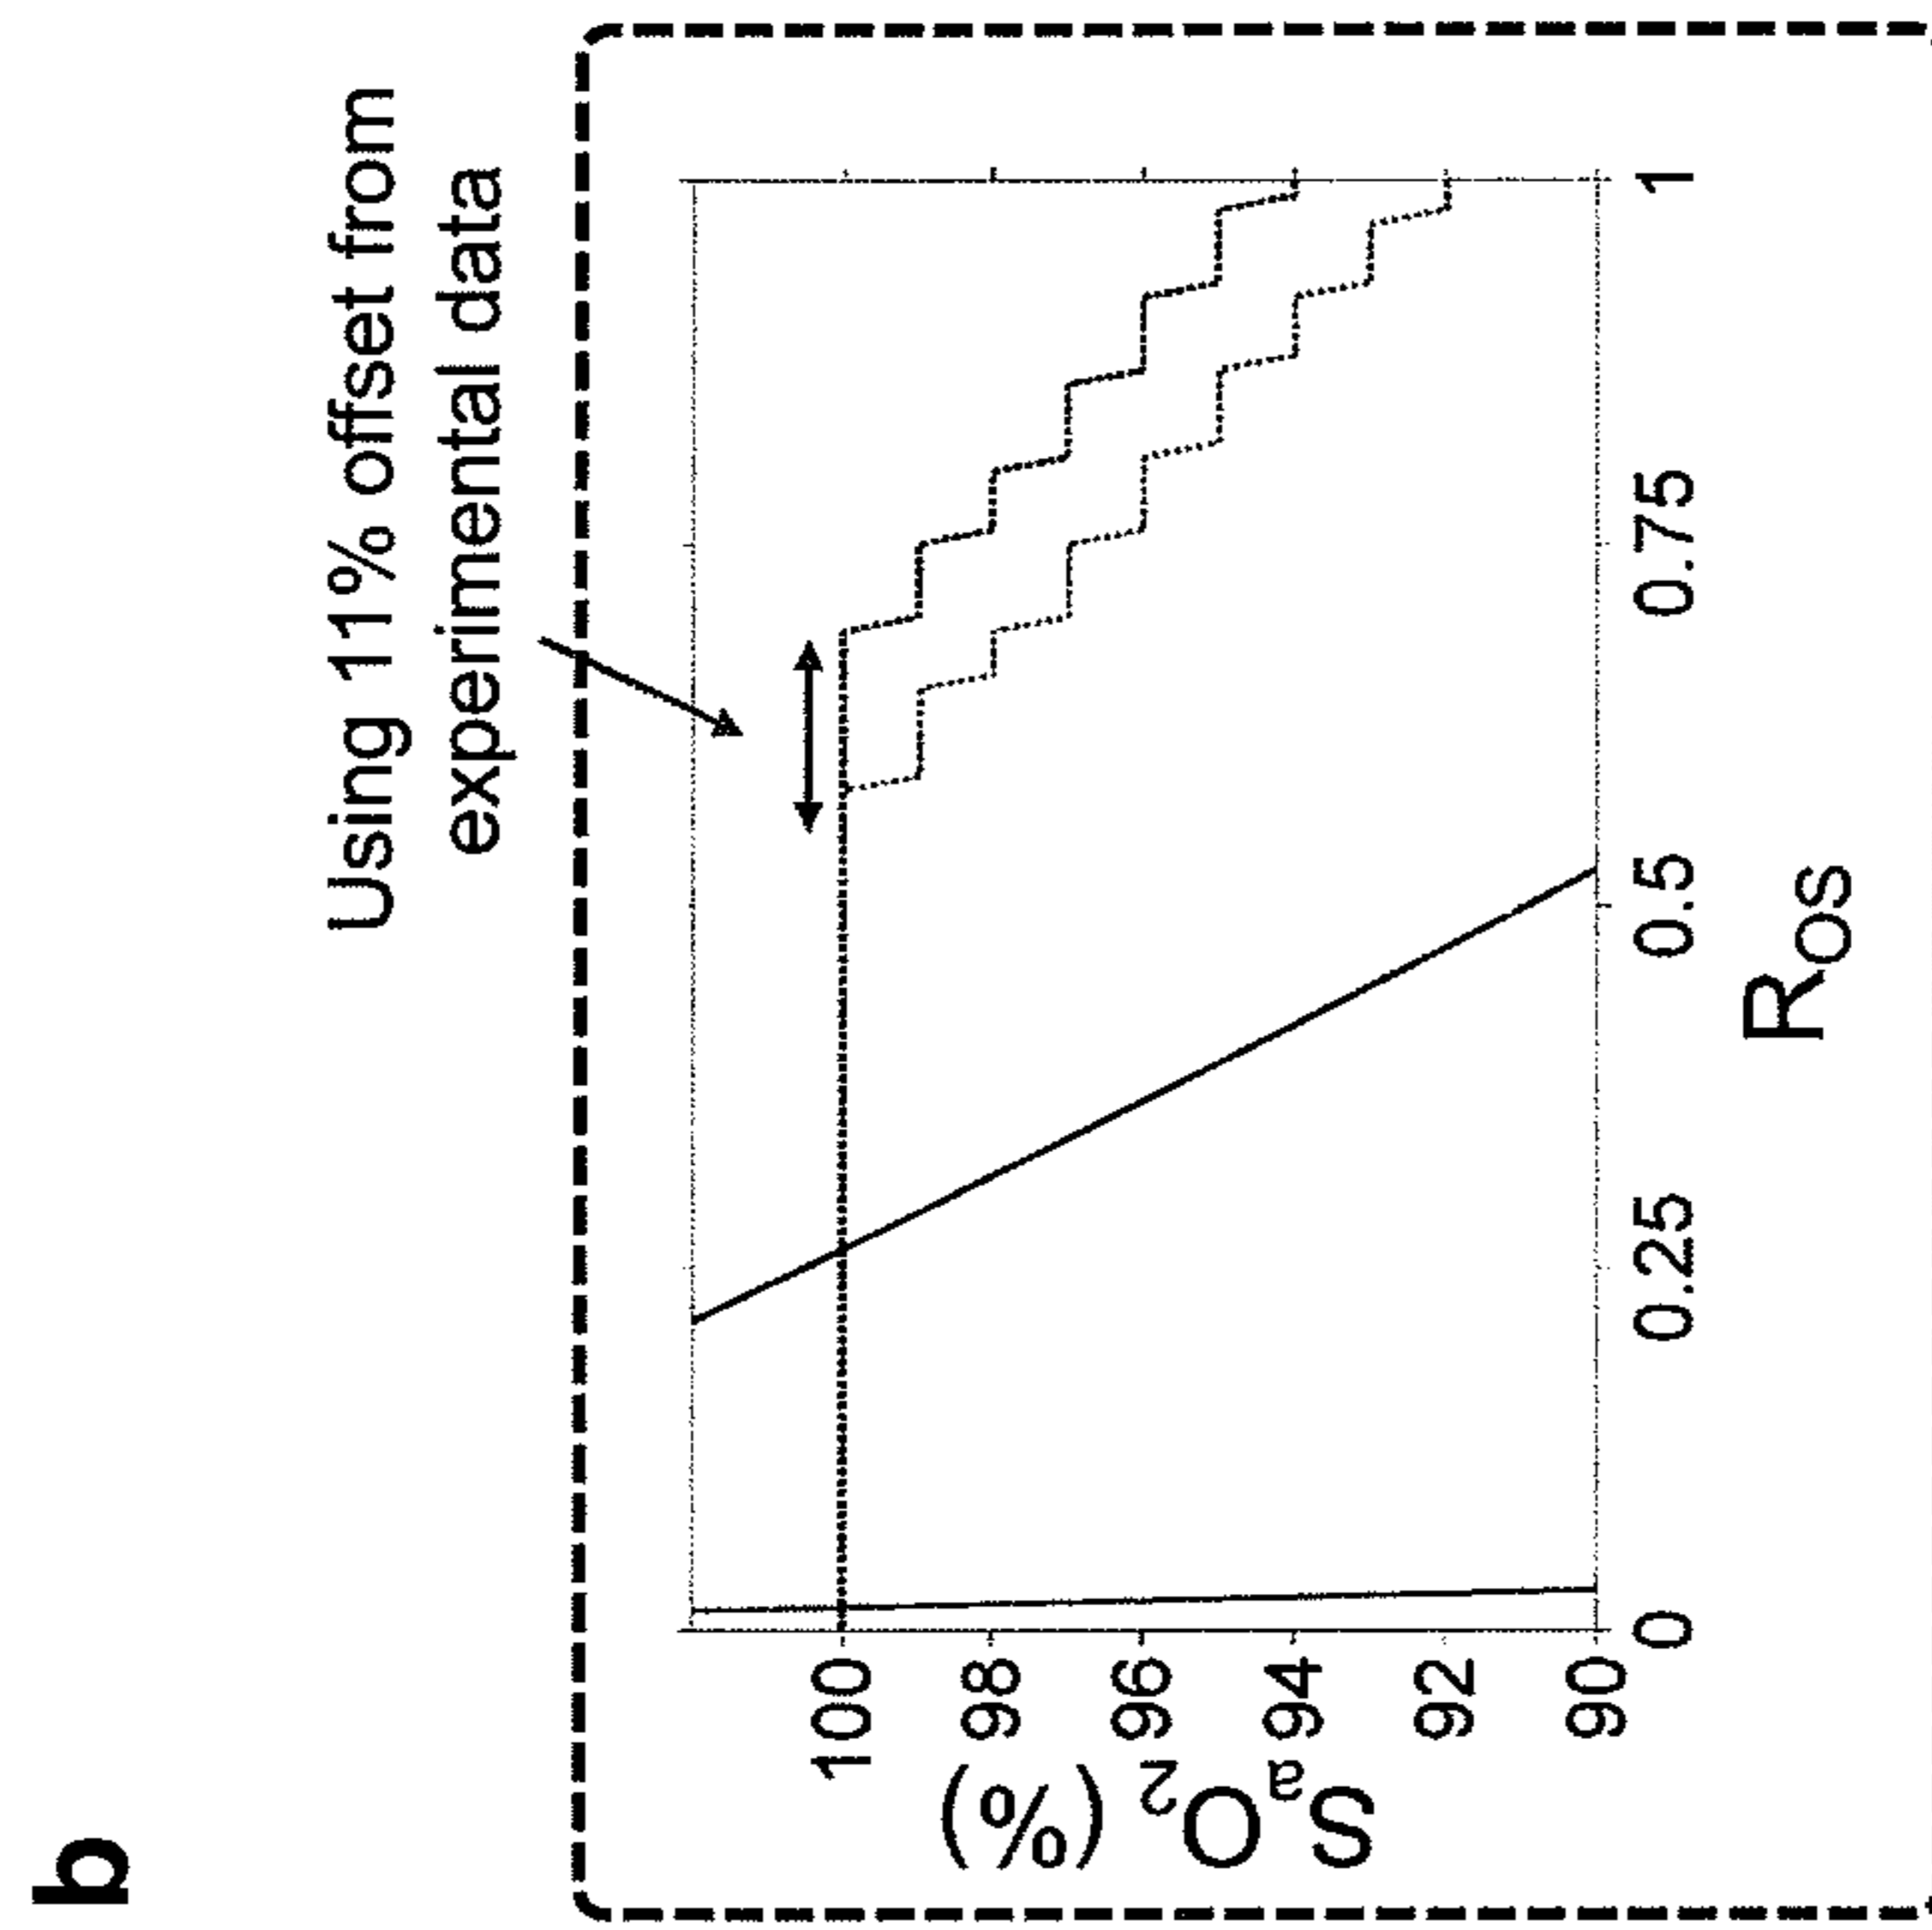 b
Using 11% offset from
experimental data
SaO2 (%)
100
98
96
94
92
90
0
0.25
0.5
0.75
1
ROS